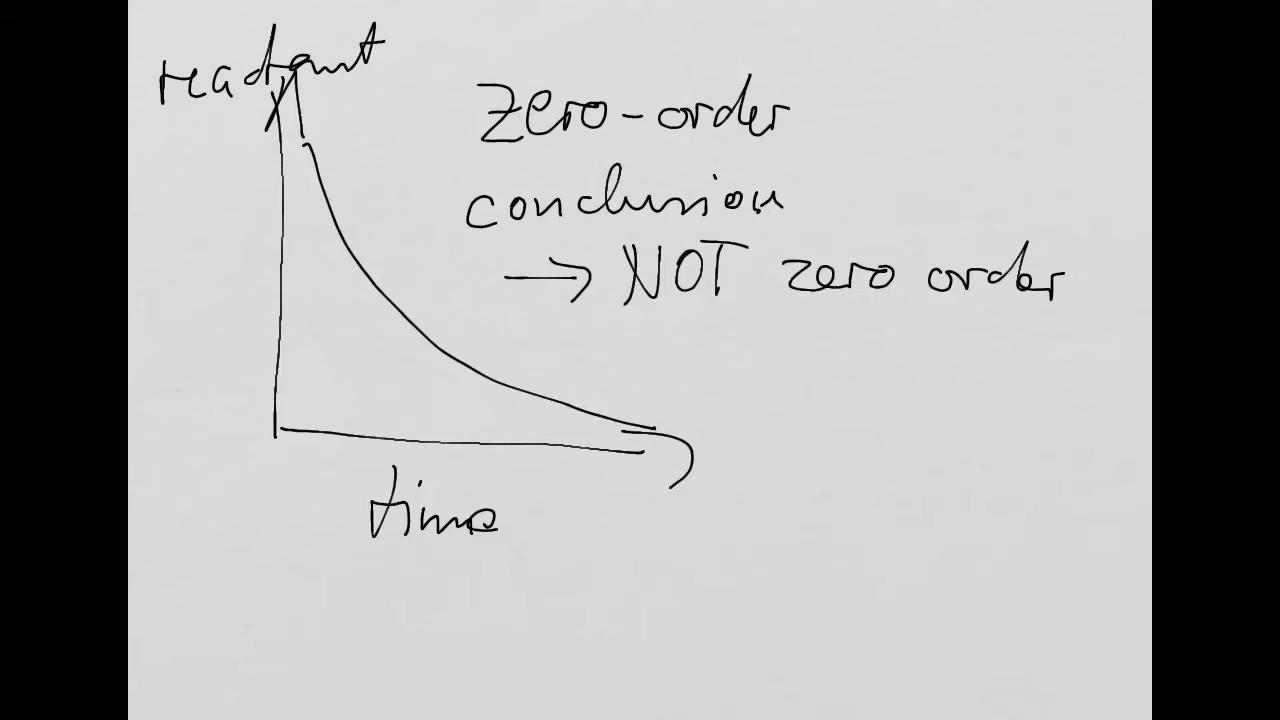 reactant
zero-order
conclusion
→ NOT zero order
time